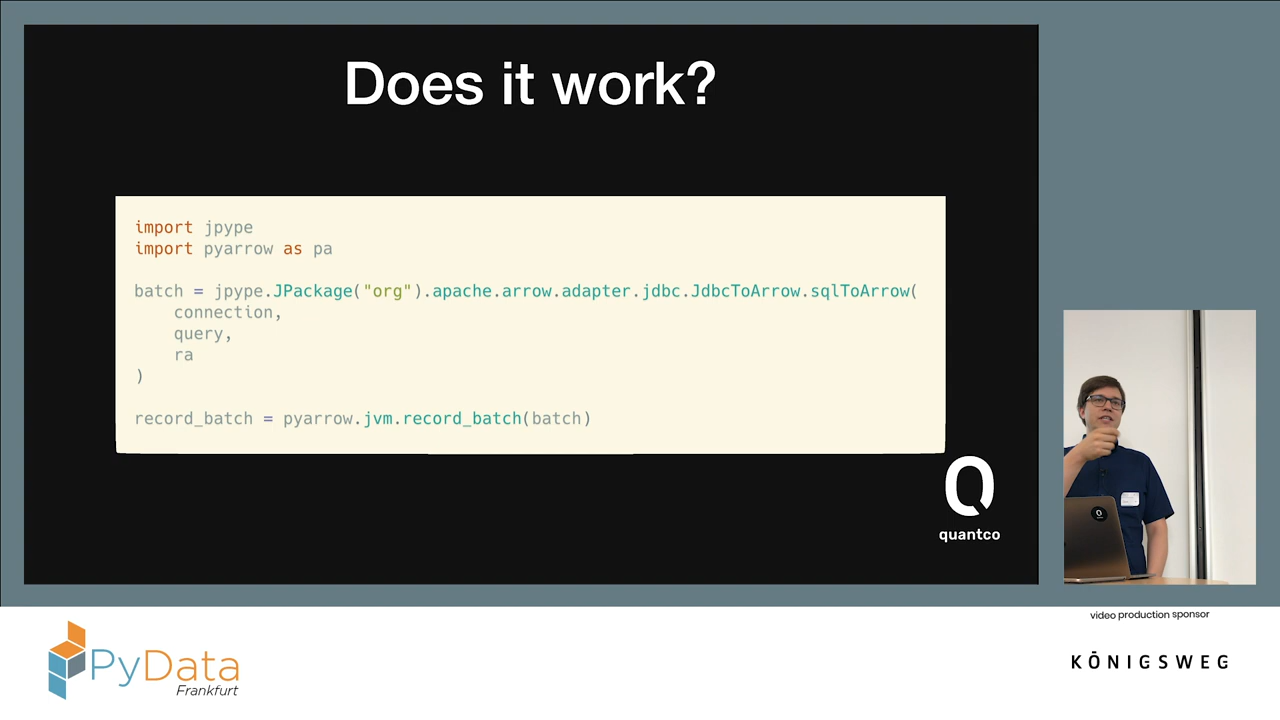 Does it work?
import jpype
import pyarrow as pa
batch = jpype.JPackage("org").apache.arrow.adapter.jdbc.JdbcToArrow.sqlToArrow(
    connection,
    query,
    ra
)
record_batch = pyarrow.jvm.record_batch(batch)
Q
quantco
video production sponsor
KÖNIGSWEG
PyData
Frankfurt